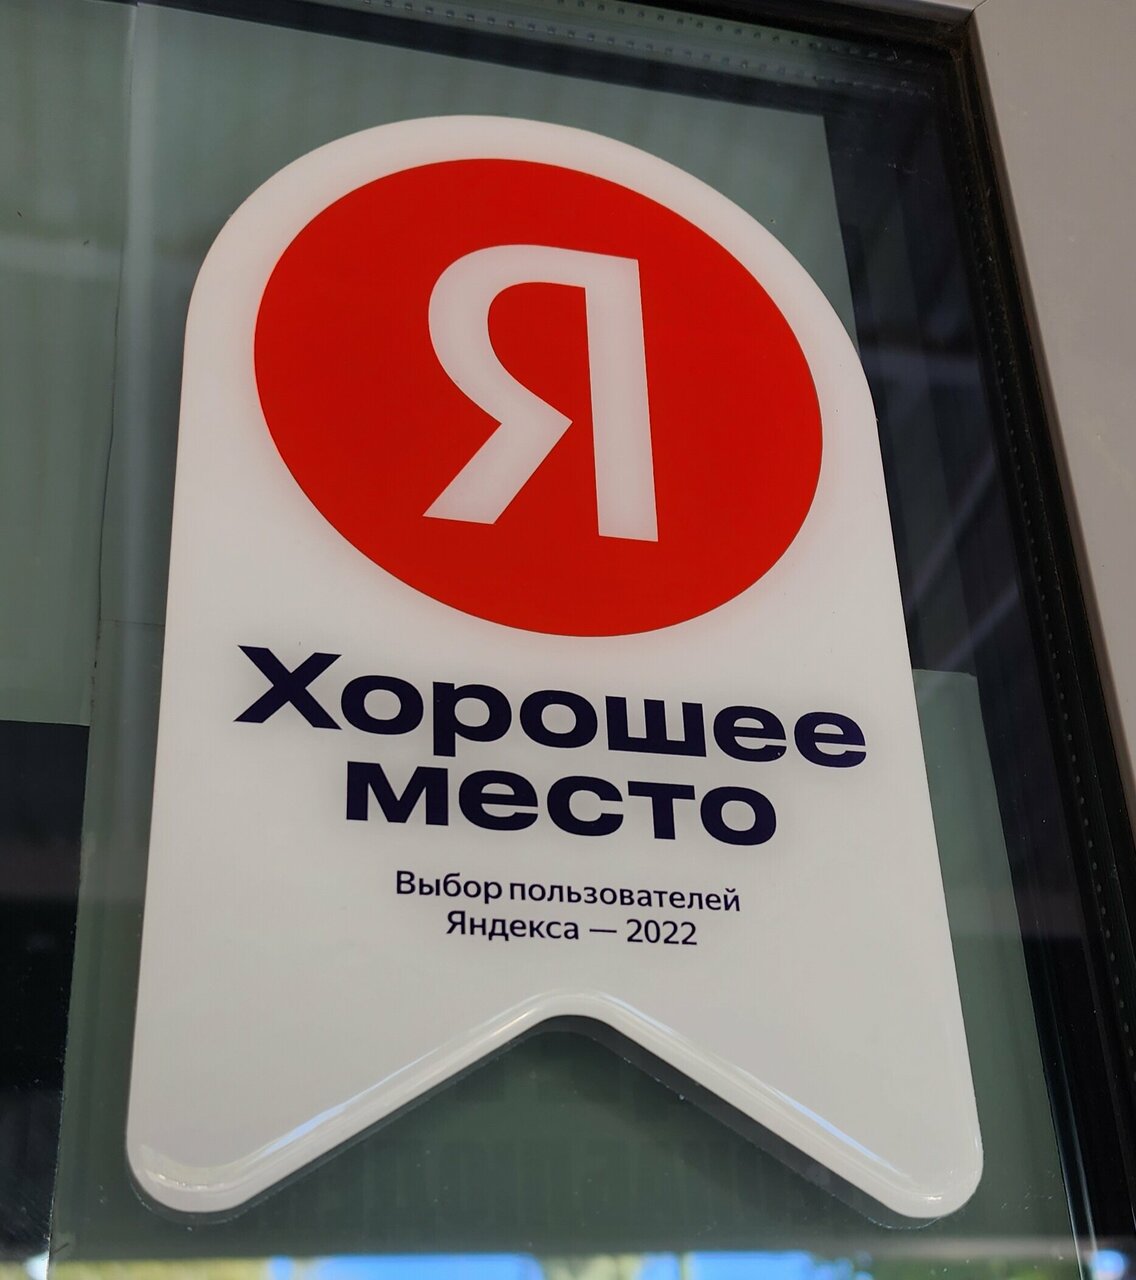 Я
Хорошее
место
Выбор пользователей
Яндекса — 2022